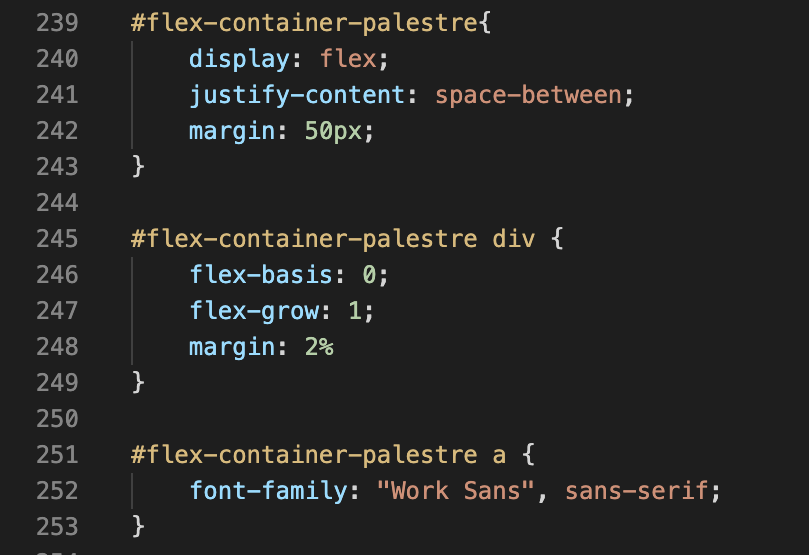 239 #flex-container-palestre{
240 display: flex;
241 justify-content: space-between;
242 margin: 50px;
243 }
244
245 #flex-container-palestre div {
246 flex-basis: 0;
247 flex-grow: 1;
248 margin: 2%
249 }
250
251 #flex-container-palestre a {
252 font-family: "Work Sans", sans-serif;
253 }